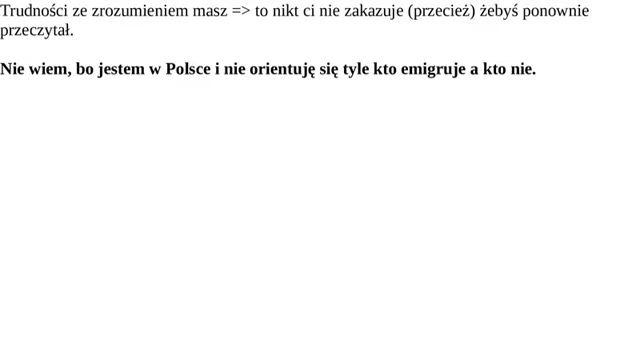 Trudności ze zrozumieniem masz => to nikt ci nie zakazuje (przecież) żebyś ponownie
przeczytał.
Nie wiem, bo jestem w Polsce i nie orientuję się tyle kto emigruje a kto nie.